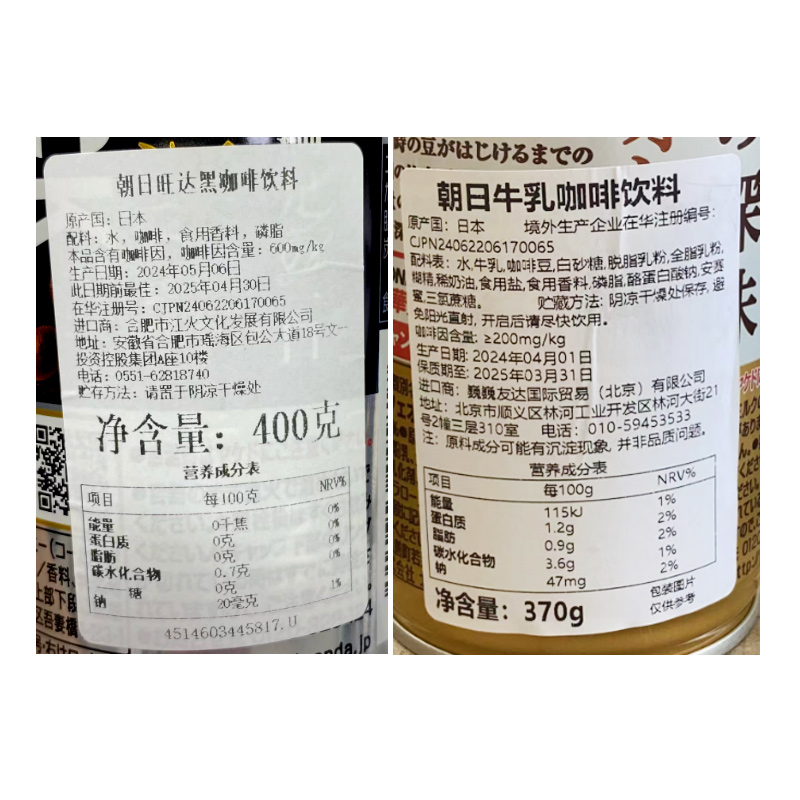 朝日旺达黑咖啡饮料
原产国：日本
配料：水，咖啡，食用香料，磷脂
本品含有咖啡因，咖啡因含量：600mg/kg
生产日期：2024年05月06日
此日期前最佳：2025年04月30日
在华注册号：CJPN24062206170065
进口商：合肥市江火文化发展有限公司
地址：安徽省合肥市瑶海区包公大道18号文一
投资控股集团A座10楼
电话：0551-62818740
贮存方法：请置于阴凉干燥处
净含量：400克
营养成分表
项目 每100克 NRV%
能量 0千焦 0%
蛋白质 0克 0%
脂肪 0克 0%
碳水化合物 0.7克
糖 0克
钠 20毫克 1%
4514603445817.U
時の豆がはじけるまでの
朝日牛乳咖啡饮料
原产国：日本 境外生产企业在华注册编号：
CJPN24062206170065
配料表：水,牛乳,咖啡豆,白砂糖,脱脂乳粉,全脂乳粉,
糊精,稀奶油,食用盐,食用香料,磷脂,酪蛋白酸钠,安赛
蜜,三氯蔗糖。 贮藏方法：阴凉干燥处保存，避
免阳光直射，开启后请尽快饮用。
咖啡因含量：≥200mg/kg
生产日期：2024年04月01日
保质期至：2025年03月31日
进口商：巍巍友达国际贸易（北京）有限公司
地址：北京市顺义区林河工业开发区林河大街21
号2幢三层310室 电话：010-59453533
注：原料成分可能有沉淀现象，并非品质问题。
营养成分表
项目 每100g NRV%
能量 115kJ 1%
蛋白质 1.2g 2%
脂肪 0.9g 2%
碳水化合物 3.6g 1%
钠 47mg 2%
净含量：370g
包装图片
仅供参考